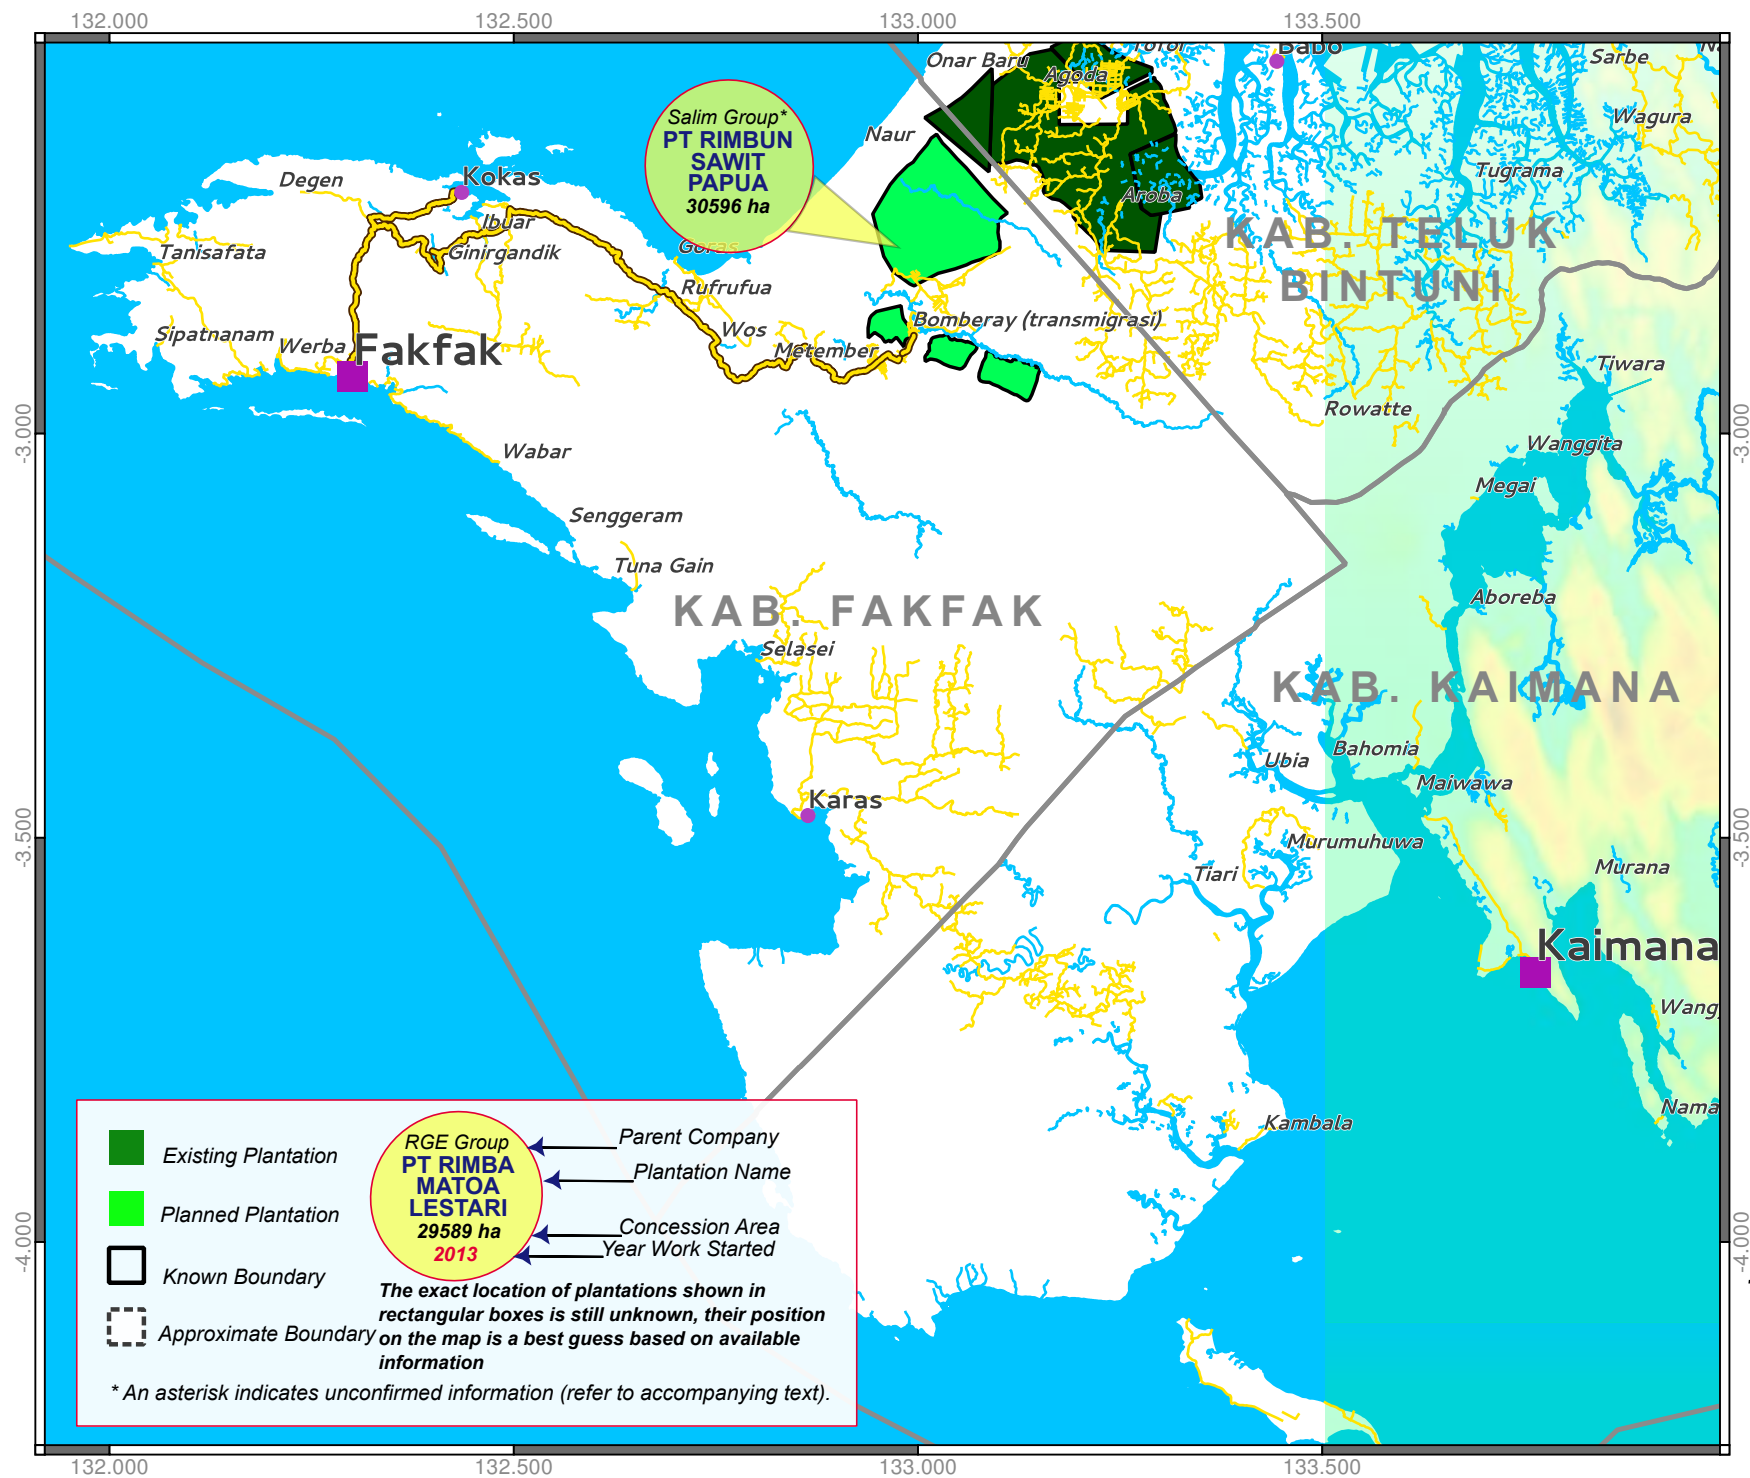 132.000
132.500
133.000
133.500
Onar Baru
Tofoi
Babo
Sarbe
Agoda
Salim Group*
PT RIMBUN
SAWIT
PAPUA
30596 ha
Naur
Wagura
Degen
Kokas
Tugrama
Aroba
Ibuar
KAB. TELUK
BINTUNI
Tanisafata
Ginirgandik
Goras
Rufrufua
Sipatnanam
Werba
Fakfak
Wos
Metember
Bomberay (transmigrasi)
Tiwara
Rowatte
-3.000
-3.000
Wabar
Wanggita
Megai
Senggeram
Tuna Gain
KAB. FAKFAK
Aboreba
Selasei
KAB. KAIMANA
Bahomia
Ubia
Maiwawa
Karas
-3.500
-3.500
Murumuhuwa
Tiari
Murana
Kaimana
Wang
Nama
Kambala
Existing Plantation
Planned Plantation
Known Boundary
Approximate Boundary
RGE Group
PT RIMBA
MATOA
LESTARI
29589 ha
2013
Parent Company
Plantation Name
Concession Area
Year Work Started
The exact location of plantations shown in
rectangular boxes is still unknown, their position
on the map is a best guess based on available
information
* An asterisk indicates unconfirmed information (refer to accompanying text).
-4.000
-4.000
132.000
132.500
133.000
133.500